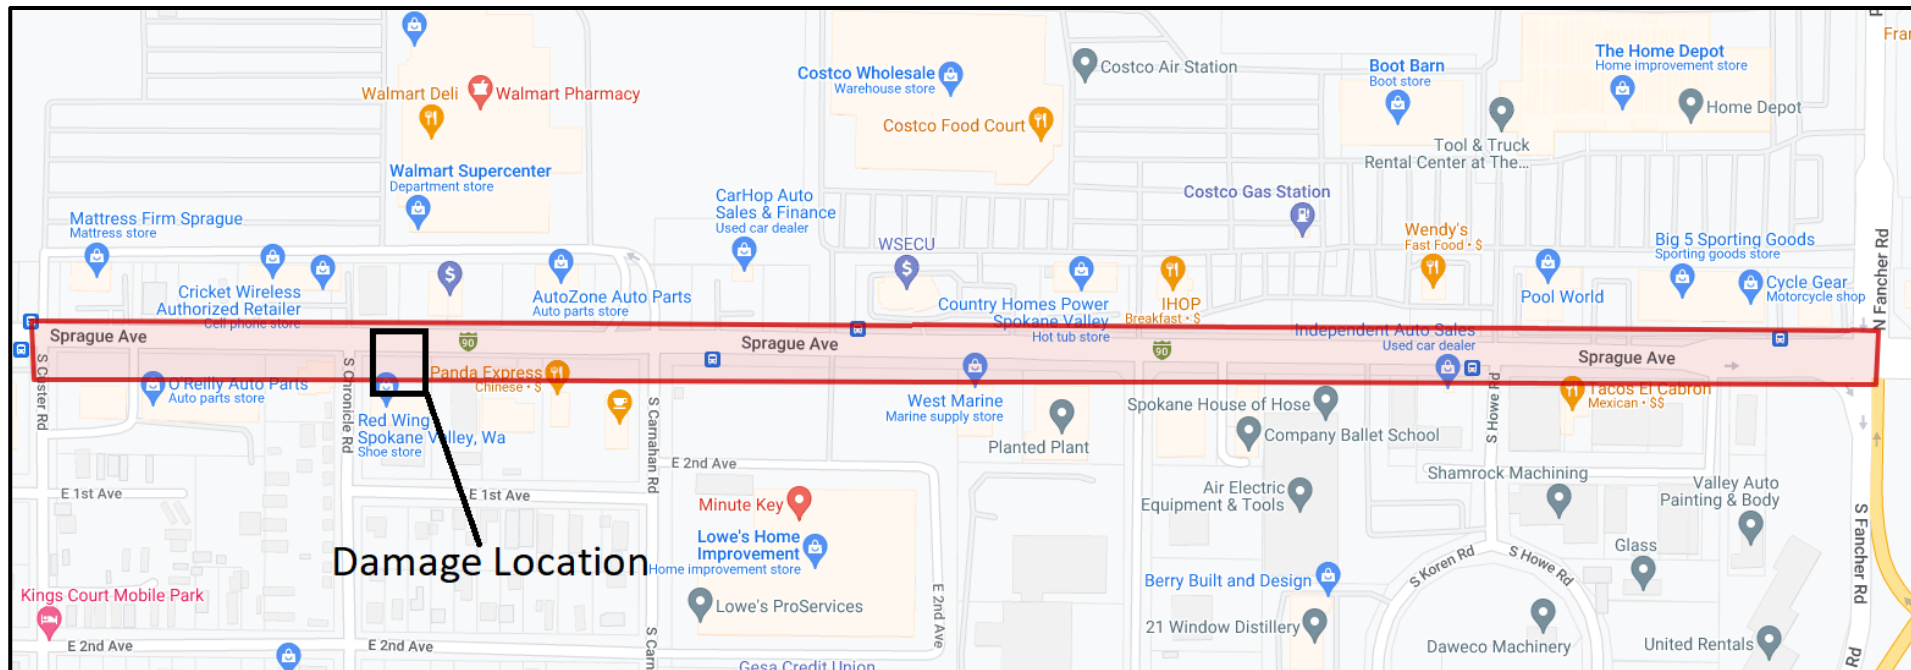 Fran
The Home Depot
Home improvement store
Boot Barn
Boot store
Costco Wholesale
Warehouse store
Costco Air Station
Walmart Deli
Walmart Pharmacy
Home Depot
Costco Food Court
Tool & Truck
Rental Center at The...
Walmart Supercenter
Department store
Costco Gas Station
CarHop Auto
Sales & Finance
Used car dealer
Mattress Firm Sprague
Mattress store
Wendy's
Fast Food • $
WSECU
Big 5 Sporting Goods
Sporting goods store
N Fancher Rd
Cricket Wireless
Authorized Retailer
Cell phone store
AutoZone Auto Parts
Auto parts store
Country Homes Power
Spokane Valley
Hot tub store
IHOP
Breakfast • $
Pool World
Cycle Gear
Motorcycle shop
Independent Auto Sales
Used car dealer
Sprague Ave
90
Sprague Ave
90
Sprague Ave
S Custer Rd
O'Reilly Auto Parts
Auto parts store
S Chronicle Rd
Panda Express
Chinese • $
Red Wing
Spokane Valley, Wa
Shoe store
S Carnahan Rd
West Marine
Marine supply store
Planted Plant
Spokane House of Hose
Company Ballet School
S Howe Rd
Tacos El Cabron
Mexican • $$
E 1st Ave
E 1st Ave
E 2nd Ave
Shamrock Machining
Air Electric
Equipment & Tools
Valley Auto
Painting & Body
Minute Key
Lowe's Home
Improvement
Home improvement store
Damage Location
S Fancher Rd
Glass
S Koren Rd
S Howe Rd
Berry Built and Design
Kings Court Mobile Park
Lowe's ProServices
E 2nd Ave
21 Window Distillery
Daweco Machinery
United Rentals
E 2nd Ave
E 2nd Ave
S Carn
Gesa Credit Union
Rd